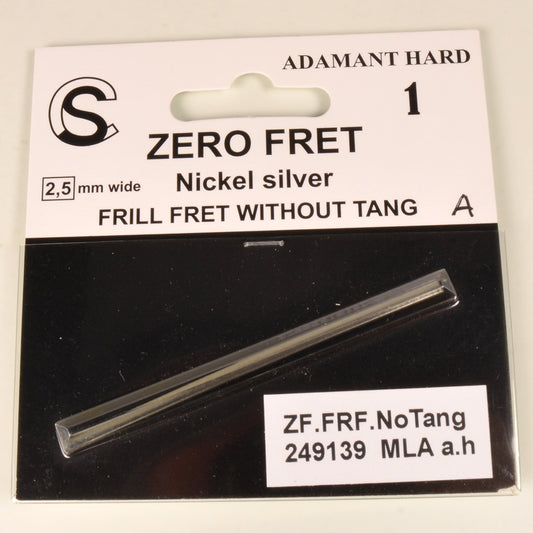 CS
ADAMANT HARD
1
ZERO FRET
2,5 mm wide
Nickel silver
FRILL FRET WITHOUT TANG A
ZF.FRF.NoTang
249139 MLA a.h